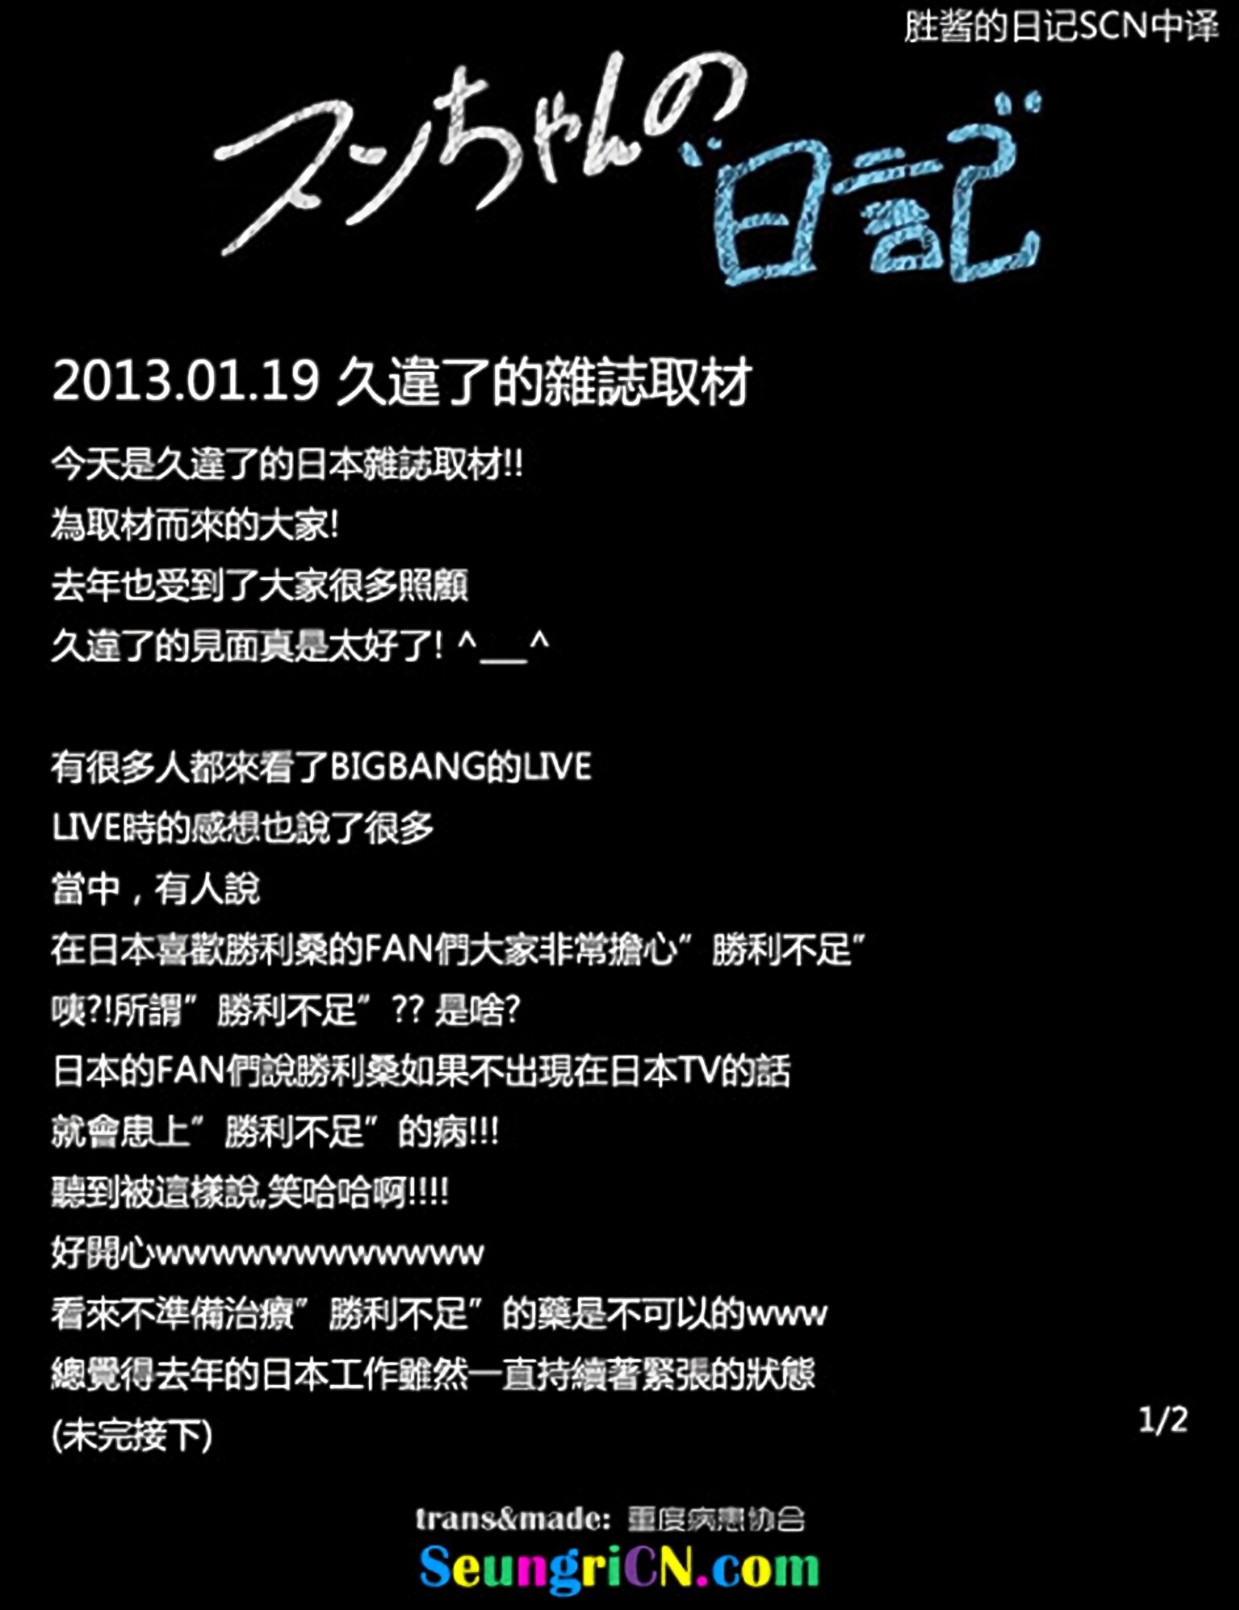 胜酱的日记SCN中译
スンちゃんの
日記
2013.01.19 久違了的雜誌取材
今天是久違了的日本雜誌取材!!
為取材而來的大家!
去年也受到了大家很多照顧
久違了的見面真是太好了! ^___^
有很多人都來看了BIGBANG的LIVE
LIVE時的感想也說了很多
當中，有人說
在日本喜歡勝利桑的FAN們大家非常擔心”勝利不足”
咦?!所謂”勝利不足”?? 是啥?
日本的FAN們說勝利桑如果不出現在日本TV的話
就會患上”勝利不足”的病!!!
聽到被這樣說,笑哈哈啊!!!!
好開心wwwwwwwwwwww
看來不準備治療”勝利不足”的藥是不可以的www
總覺得去年的日本工作雖然一直持續著緊張的狀態
(未完接下)
1/2
trans&made: 重度病患协会
SeungriCN.com